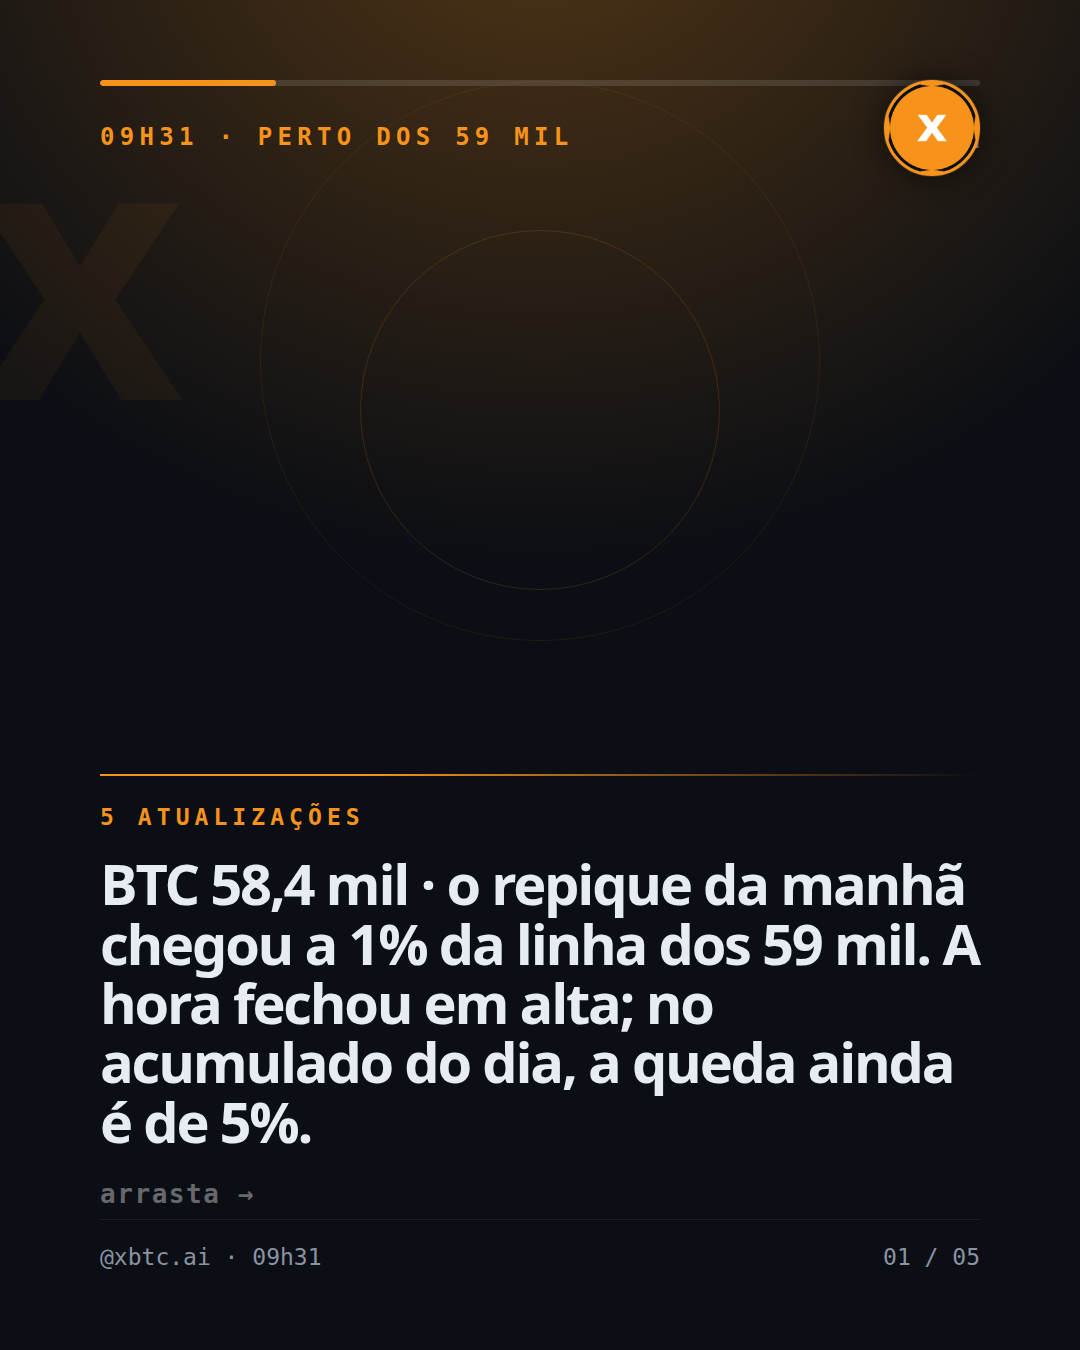 09H31 · PERTO DOS 59 MIL
X
X
5 ATUALIZAÇÕES
BTC 58,4 mil · o repique da manhã
chegou a 1% da linha dos 59 mil. A
hora fechou em alta; no
acumulado do dia, a queda ainda
é de 5%.
arrasta →
@xbtc.ai · 09h31
01 / 05